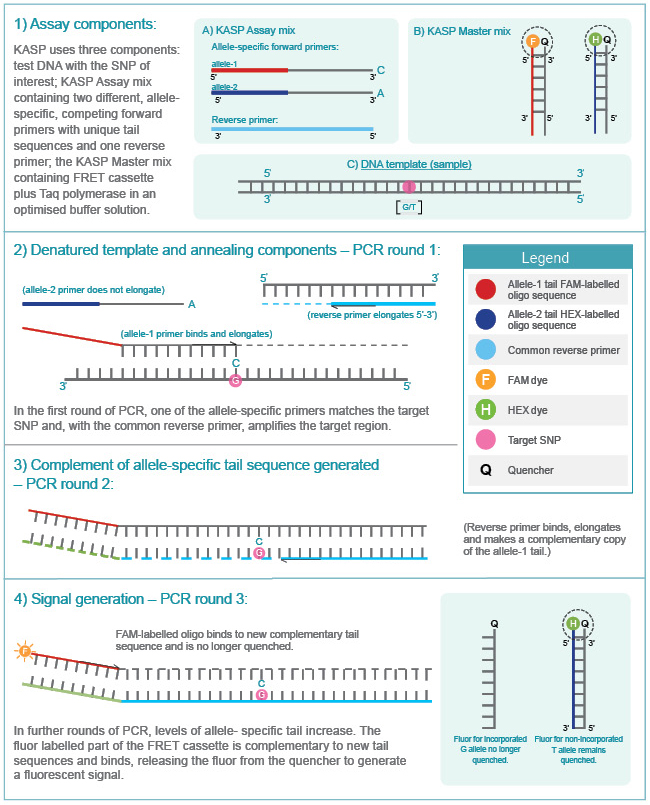 1) Assay components:
KASP uses three components:
test DNA with the SNP of
interest; KASP Assay mix
containing two different, allele-
specific, competing forward
primers with unique tail
sequences and one reverse
primer; the KASP Master mix
containing FRET cassette
plus Taq polymerase in an
optimised buffer solution.
A) KASP Assay mix
Allele-specific forward primers:
allele-1
C
5'
3'
allele-2
A
5'
3'
Reverse primer:
3'
5'
B) KASP Master mix
F Q
5' 3'
3' 5'
H Q
5' 3'
3' 5'
C) DNA template (sample)
5' 3'
3' 5'
[G/T]
2) Denatured template and annealing components – PCR round 1:
(allele-2 primer does not elongate)
A
5' 3'
(reverse primer elongates 5'-3')
(allele-1 primer binds and elongates)
C
G
3' 5'
In the first round of PCR, one of the allele-specific primers matches the target
SNP and, with the common reverse primer, amplifies the target region.
Legend
Allele-1 tail FAM-labelled
oligo sequence
Allele-2 tail HEX-labelled
oligo sequence
Common reverse primer
F FAM dye
H HEX dye
Target SNP
Q Quencher
3) Complement of allele-specific tail sequence generated
– PCR round 2:
C
G
(Reverse primer binds, elongates
and makes a complementary copy
of the allele-1 tail.)
4) Signal generation – PCR round 3:
FAM-labelled oligo binds to new complementary tail
sequence and is no longer quenched.
F
C
G
In further rounds of PCR, levels of allele- specific tail increase. The
fluor labelled part of the FRET cassette is complementary to new tail
sequences and binds, releasing the fluor from the quencher to generate
a fluorescent signal.
Q
H Q
5' 3'
3' 5'
Fluor for incorporated
G allele no longer
quenched.
Fluor for non-incorporated
T allele remains
quenched.